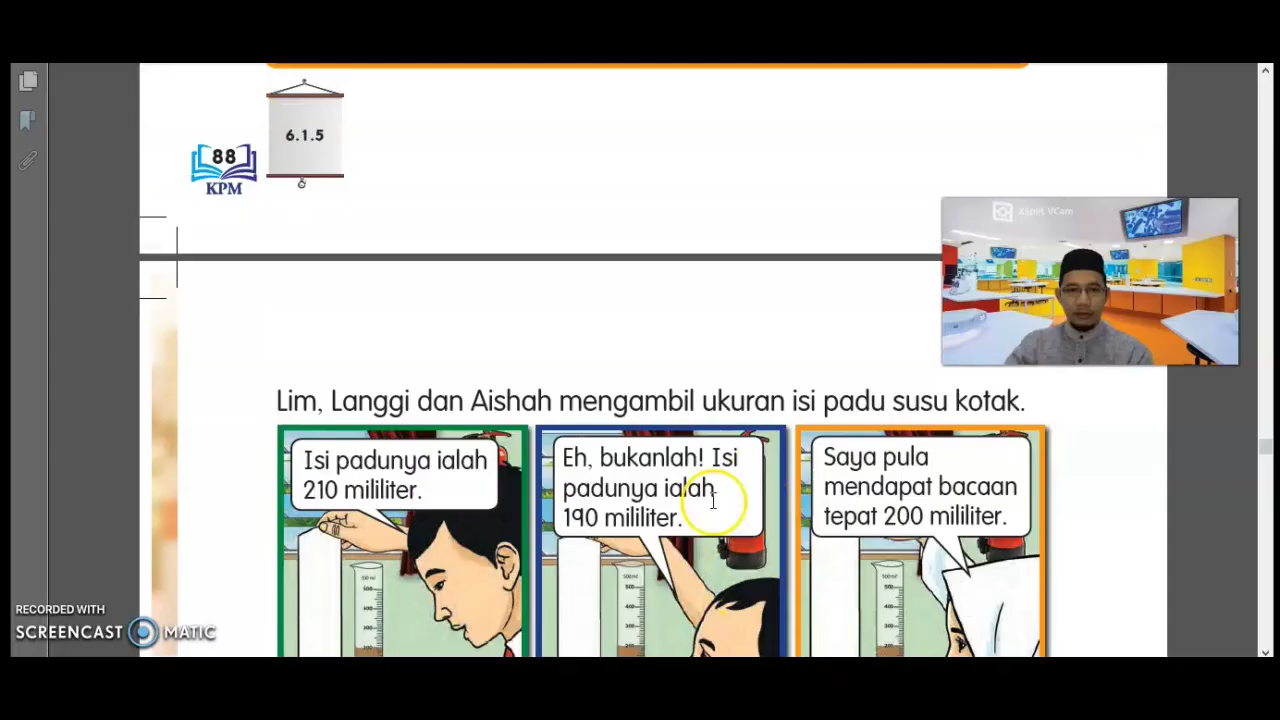 6.1.5
88
KPM
XSplit VCam
Lim, Langgi dan Aishah mengambil ukuran isi padu susu kotak.
Isi padunya ialah
210 mililiter.
Eh, bukanlah! Isi
padunya ialah
190 mililiter.
Saya pula
mendapat bacaan
tepat 200 mililiter.
RECORDED WITH
SCREENCAST MATIC